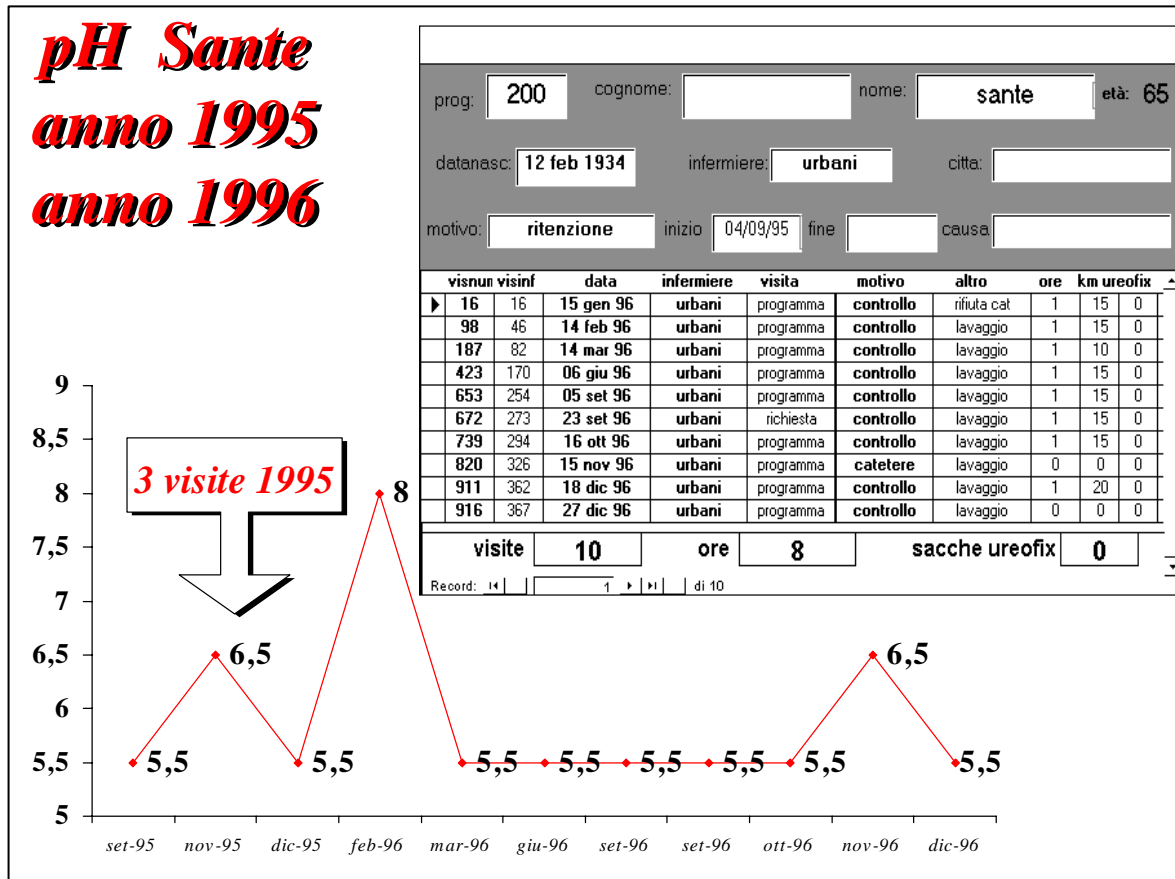 pH Sante
anno 1995
anno 1996
prog: 200 cognome: nome: sante età: 65
datanasc: 12 feb 1934 infermiere: urbani citta:
motivo: ritenzione inizio 04/09/95 fine causa
visnun visinf data infermiere visita motivo altro ore km ureofix
16 16 15 gen 96 urbani programma controllo rifiuta cat 1 15 0
98 46 14 feb 96 urbani programma controllo lavaggio 1 15 0
187 82 14 mar 96 urbani programma controllo lavaggio 1 10 0
423 170 06 giu 96 urbani programma controllo lavaggio 1 15 0
653 254 05 set 96 urbani programma controllo lavaggio 1 15 0
672 273 23 set 96 urbani richiesta controllo lavaggio 1 15 0
739 294 16 ott 96 urbani programma controllo lavaggio 1 15 0
820 326 15 nov 96 urbani programma catetere lavaggio 0 0 0
911 362 18 dic 96 urbani programma controllo lavaggio 1 20 0
916 367 27 dic 96 urbani programma controllo lavaggio 0 0 0
visite 10 ore 8 sacche ureofix 0
Record: 1 di 10
3 visite 1995
9
8,5
8
7,5
7
6,5
6
5,5
5
5,5
6,5
5,5
8
5,5
5,5
5,5
5,5
5,5
6,5
5,5
set-95 nov-95 dic-95 feb-96 mar-96 giu-96 set-96 set-96 ott-96 nov-96 dic-96